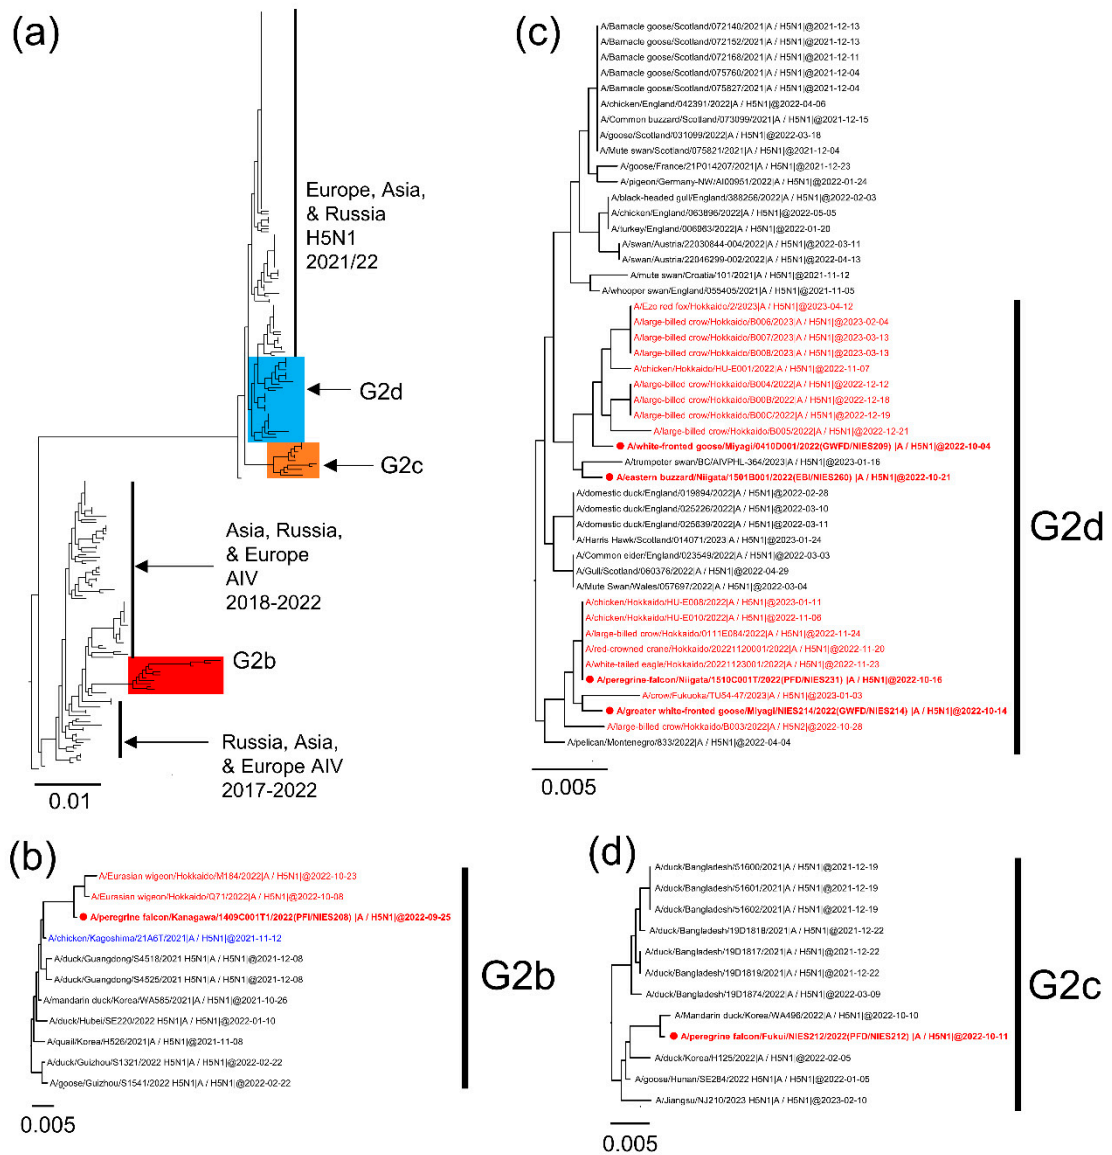 (a)
Europe, Asia,
& Russia
H5N1
2021/22
G2d
G2c
Asia, Russia,
& Europe
AIV
2018-2022
G2b
Russia, Asia,
& Europe AIV
2017-2022
0.01
(c)
A/Barnacle goose/Scotland/072140/2021|A / H5N1|@2021-12-13
A/Barnacle goose/Scotland/072152/2021|A / H5N1|@2021-12-13
A/Barnacle goose/Scotland/072168/2021|A / H5N1|@2021-12-11
A/Barnacle goose/Scotland/075760/2021|A / H5N1|@2021-12-04
A/Barnacle goose/Scotland/075827/2021|A / H5N1|@2021-12-04
A/chicken/England/042391/2022|A / H5N1|@2022-04-06
A/Common buzzard/Scotland/073099/2021|A / H5N1|@2021-12-15
A/goose/Scotland/031099/2022|A / H5N1|@2022-03-18
A/Mute swan/Scotland/075821/2021|A / H5N1|@2021-12-04
A/goose/France/21P014207/2021|A / H5N1|@2021-12-23
A/pigeon/Germany-NW/AI00951/2022|A / H5N1|@2022-01-24
A/black-headed gull/England/388256/2022|A / H5N1|@2022-02-03
A/chicken/England/063896/2022|A / H5N1|@2022-05-05
A/turkey/England/006963/2022|A / H5N1|@2022-01-20
A/swan/Austria/22030844-004/2022|A / H5N1|@2022-03-11
A/swan/Austria/22046299-002/2022|A / H5N1|@2022-04-13
A/mute swan/Croatia/101/2021|A / H5N1|@2021-11-12
A/whooper swan/England/055405/2021|A / H5N1|@2021-11-05
A/Ezo red fox/Hokkaido/2/2023|A / H5N1|@2023-04-12
A/large-billed crow/Hokkaido/B006/2023|A / H5N1|@2023-02-04
A/large-billed crow/Hokkaido/B007/2023|A / H5N1|@2023-03-13
A/large-billed crow/Hokkaido/B008/2023|A / H5N1|@2023-03-13
A/chicken/Hokkaido/HU-E001/2022|A / H5N1|@2022-11-07
A/large-billed crow/Hokkaido/B004/2022|A / H5N1|@2022-12-12
A/large-billed crow/Hokkaido/B00B/2022|A / H5N1|@2022-12-18
A/large-billed crow/Hokkaido/B00C/2022|A / H5N1|@2022-12-19
A/large-billed crow/Hokkaido/B005/2022|A / H5N1|@2022-12-21
A/white-fronted goose/Miyagi/0410D001/2022(GWFD/NIES209) |A / H5N1|@2022-10-04
A/trumpeter swan/BC/AIVPHL-364/2023|A / H5N1|@2023-01-16
A/eastern buzzard/Niigata/1501B001/2022(EBI/NIES260) |A / H5N1|@2022-10-21
A/domestic duck/England/019894/2022|A / H5N1|@2022-02-28
A/domestic duck/England/025226/2022|A / H5N1|@2022-03-10
A/domestic duck/England/025639/2022|A / H5N1|@2022-03-11
A/Harris Hawk/Scotland/014071/2023|A / H5N1|@2023-01-24
A/Common eider/England/023549/2022|A / H5N1|@2022-03-03
A/Gull/Scotland/060376/2022|A / H5N1|@2022-04-29
A/Mute Swan/Wales/057697/2022|A / H5N1|@2022-03-04
A/chicken/Hokkaido/HU-E008/2022|A / H5N1|@2023-01-11
A/chicken/Hokkaido/HU-E010/2022|A / H5N1|@2022-11-06
A/large-billed crow/Hokkaido/0111E084/2022|A / H5N1|@2022-11-24
A/red-crowned crane/Hokkaido/20221120001/2022|A / H5N1|@2022-11-20
A/white-tailed eagle/Hokkaido/20221123001/2022|A / H5N1|@2022-11-23
A/peregrine-falcon/Niigata/1510C001T/2022(PFD/NIES231) |A / H5N1|@2022-10-16
A/crow/Fukuoka/TU54-47/2023|A / H5N1|@2023-01-03
A/greater white-fronted goose/Miyagi/NIES214/2022(GWFD/NIES214) |A / H5N1|@2022-10-14
A/large-billed crow/Hokkaido/B003/2022|A / H5N2|@2022-10-28
A/pelican/Montenegro/833/2022|A / H5N1|@2022-04-04
G2d
0.005
(b)
A/Eurasian wigeon/Hokkaido/M184/2022|A / H5N1|@2022-10-23
A/Eurasian wigeon/Hokkaido/Q71/2022|A / H5N1|@2022-10-08
A/peregrine falcon/Kanagawa/1409C001T1/2022(PFI/NIES208) |A / H5N1|@2022-09-25
A/chicken/Kagoshima/21A6T/2021|A / H5N1|@2021-11-12
A/duck/Guangdong/S4518/2021 H5N1|A / H5N1|@2021-12-08
A/duck/Guangdong/S4525/2021 H5N1|A / H5N1|@2021-12-08
A/mandarin duck/Korea/WA585/2021|A / H5N1|@2021-10-26
A/duck/Hubei/SE220/2022 H5N1|A / H5N1|@2022-01-10
A/quail/Korea/H526/2021|A / H5N1|@2021-11-08
A/duck/Guizhou/S1321/2022 H5N1|A / H5N1|@2022-02-22
A/goose/Guizhou/S1541/2022 H5N1|A / H5N1|@2022-02-22
G2b
0.005
(d)
A/duck/Bangladesh/51600/2021|A / H5N1|@2021-12-19
A/duck/Bangladesh/51601/2021|A / H5N1|@2021-12-19
A/duck/Bangladesh/51602/2021|A / H5N1|@2021-12-19
A/duck/Bangladesh/19D1818/2021|A / H5N1|@2021-12-22
A/duck/Bangladesh/19D1817/2021|A / H5N1|@2021-12-22
A/duck/Bangladesh/19D1819/2021|A / H5N1|@2021-12-22
A/duck/Bangladesh/19D1874/2022|A / H5N1|@2022-03-09
A/Mandarin duck/Korea/WA496/2022|A / H5N1|@2022-10-10
A/peregrine falcon/Fukui/NIES212/2022(PFD/NIES212) |A / H5N1|@2022-10-11
A/duck/Korea/H125/2022|A / H5N1|@2022-02-05
A/goose/Hunan/SE284/2022 H5N1|A / H5N1|@2022-01-05
A/Jiangsu/NJ210/2023 H5N1|A / H5N1|@2023-02-10
G2c
0.005